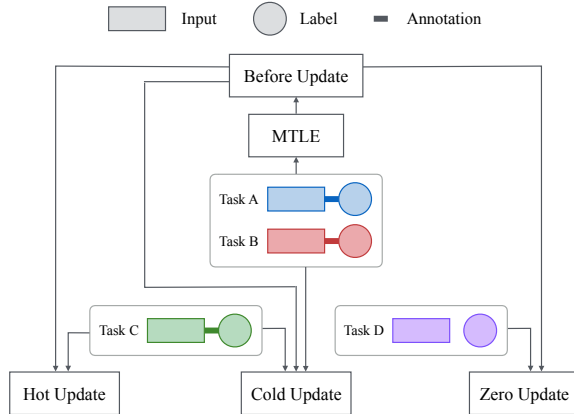 Input
Label
Annotation
Before Update
MTLE
Task A
Task B
Task C
Task D
Hot Update
Cold Update
Zero Update